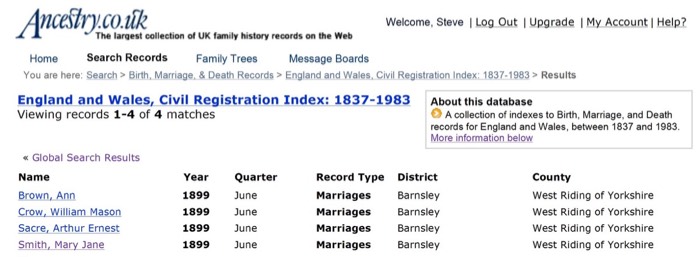 Ancestry.co.uk
The largest collection of UK family history records on the Web
Welcome, Steve | Log Out | Upgrade | My Account | Help?
Home Search Records Family Trees Message Boards
You are here: Search > Birth, Marriage, & Death Records > England and Wales, Civil Registration Index: 1837-1983 > Results
England and Wales, Civil Registration Index: 1837-1983
Viewing records 1-4 of 4 matches
About this database
A collection of indexes to Birth, Marriage, and Death
records for England and Wales, between 1837 and 1983.
More information below
« Global Search Results
Name Year Quarter Record Type District County
Brown, Ann 1899 June Marriages Barnsley West Riding of Yorkshire
Crow, William Mason 1899 June Marriages Barnsley West Riding of Yorkshire
Sacre, Arthur Ernest 1899 June Marriages Barnsley West Riding of Yorkshire
Smith, Mary Jane 1899 June Marriages Barnsley West Riding of Yorkshire